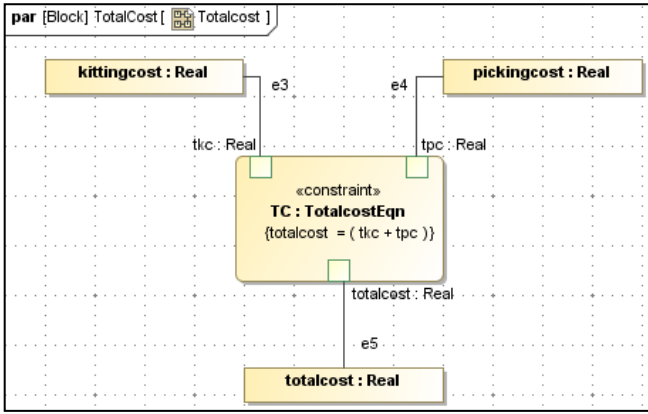 par [Block] TotalCost [ Totalcost ]
kittingcost : Real
pickingcost : Real
e3
e4
tkc : Real
tpc : Real
«constraint»
TC : TotalcostEqn
{totalcost = ( tkc + tpc )}
totalcost : Real
e5
totalcost : Real